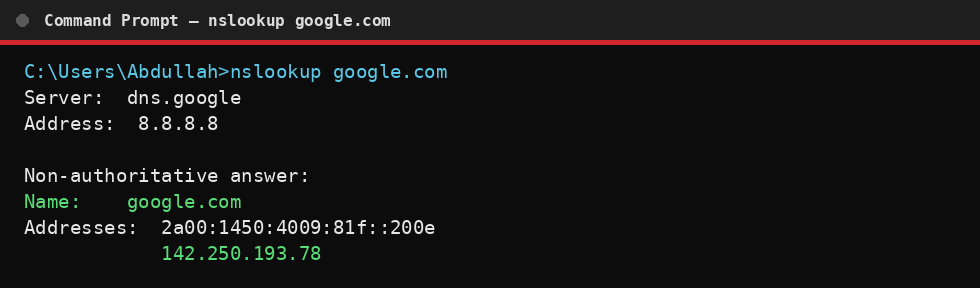 Command Prompt — nslookup google.com
C:\Users\Abdullah>nslookup google.com
Server:  dns.google
Address:  8.8.8.8

Non-authoritative answer:
Name:    google.com
Addresses:  2a00:1450:4009:81f::200e
            142.250.193.78